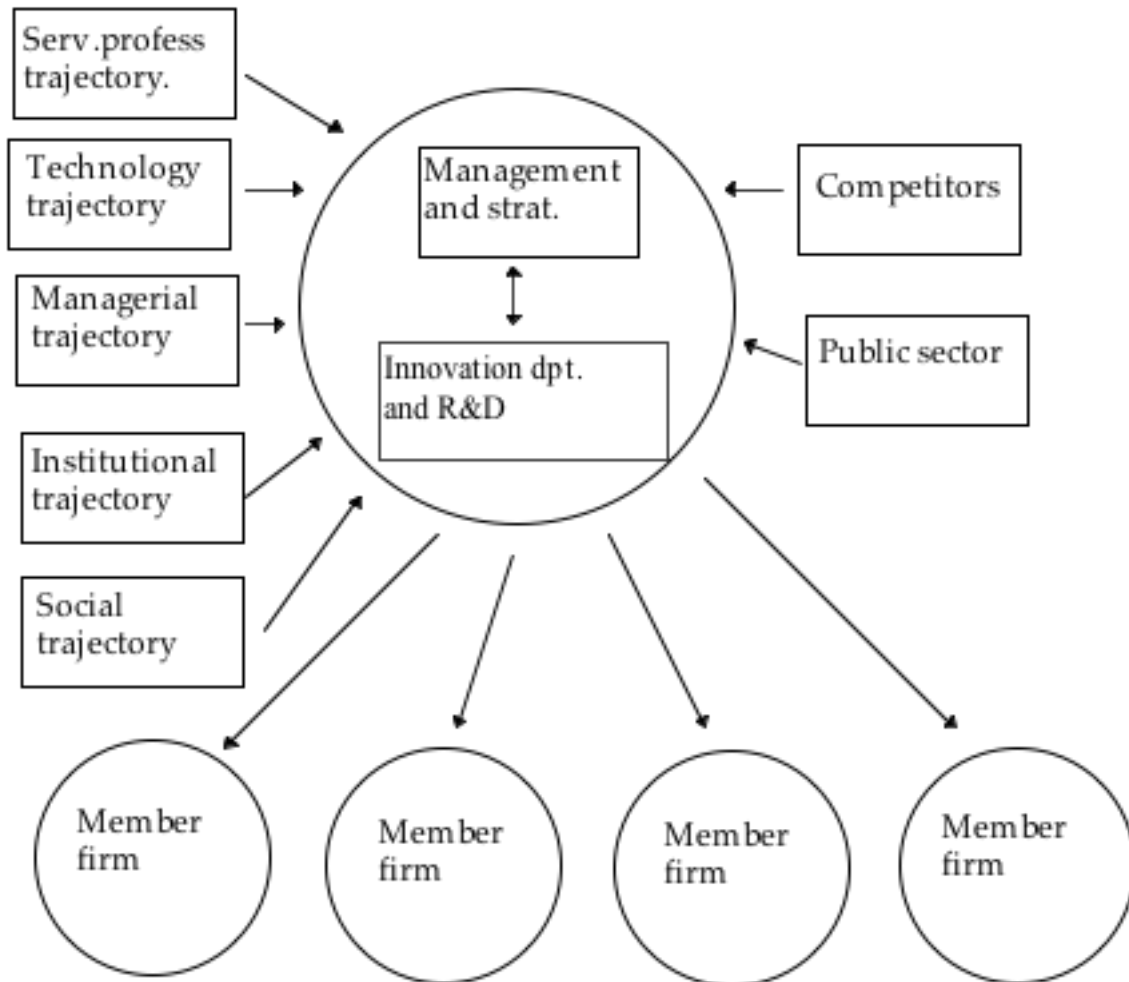 Serv.profess
trajectory.
Technology
trajectory
Managerial
trajectory
Institutional
trajectory
Social
trajectory
Management
and strat.
Innovation dpt.
and R&D
Competitors
Public sector
Member
firm
Member
firm
Member
firm
Member
firm